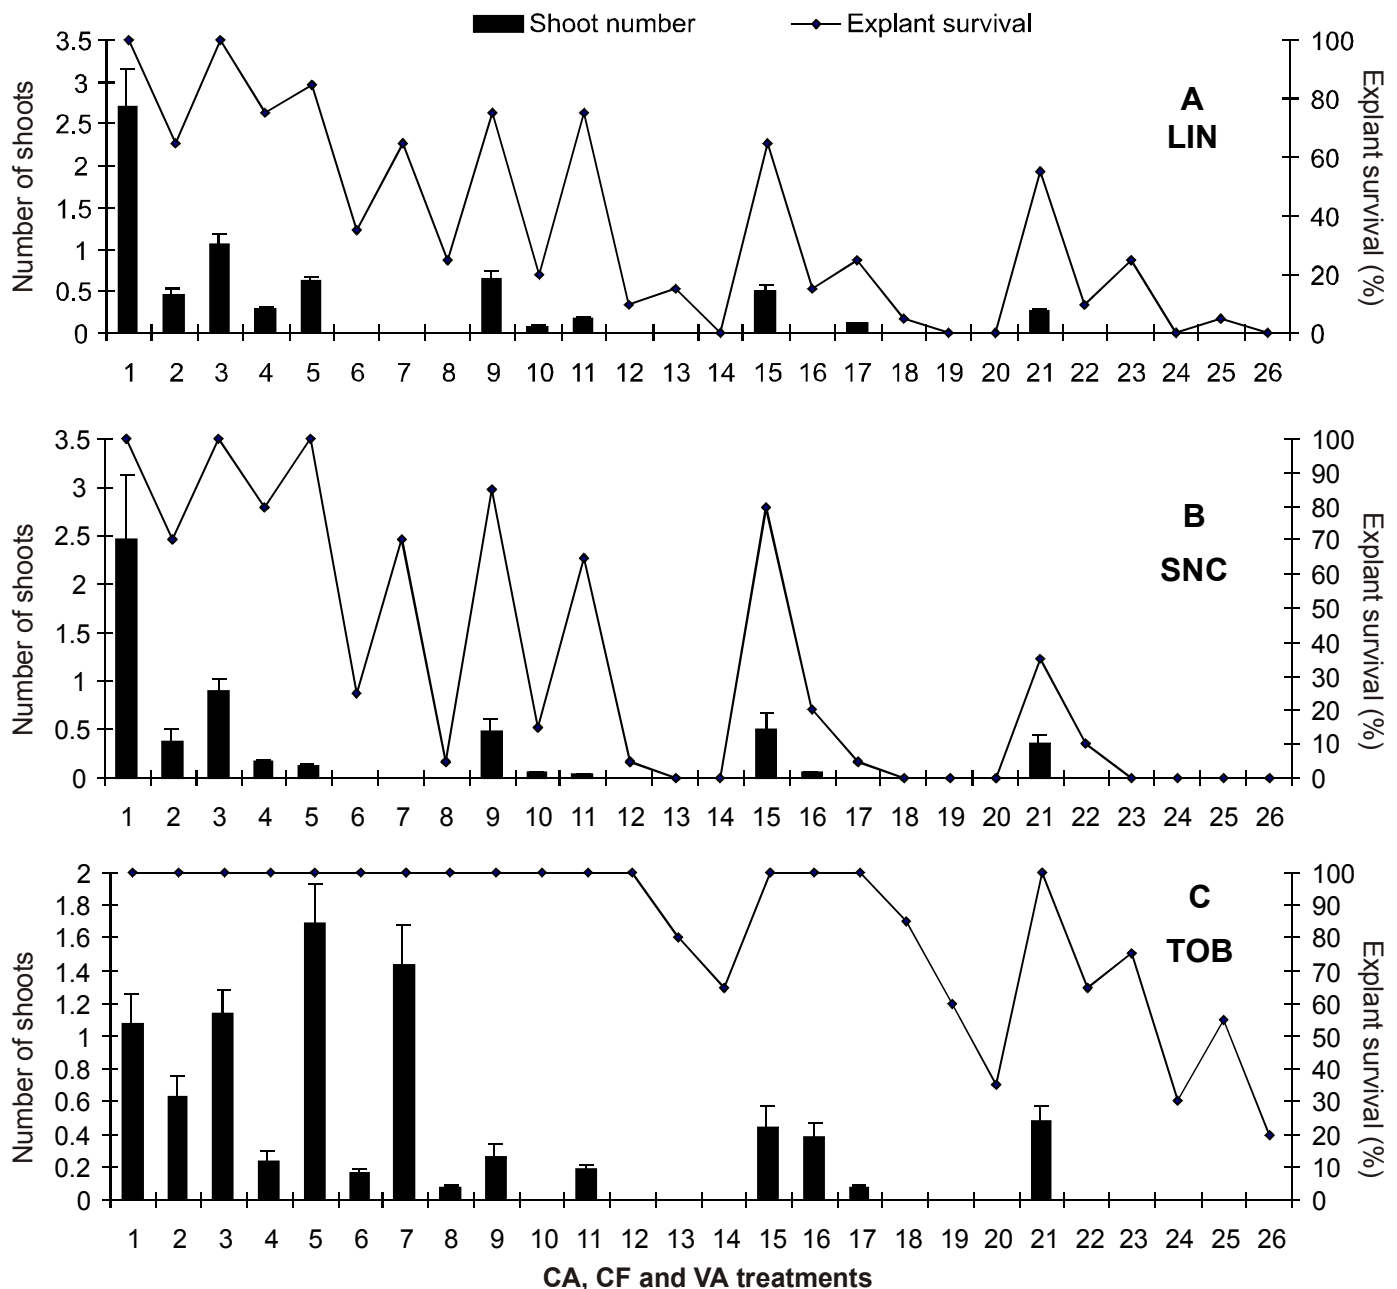 Shoot number Explant survival
3.5 3 2.5 2 1.5 1 0.5 0
Number of shoots
100 80 60 40 20 0
Explant survival (%)
A
LIN
1 2 3 4 5 6 7 8 9 10 11 12 13 14 15 16 17 18 19 20 21 22 23 24 25 26
3.5 3 2.5 2 1.5 1 0.5 0
Number of shoots
100 90 80 70 60 50 40 30 20 10 0
Explant survival (%)
B
SNC
1 2 3 4 5 6 7 8 9 10 11 12 13 14 15 16 17 18 19 20 21 22 23 24 25 26
2 1.8 1.6 1.4 1.2 1 0.8 0.6 0.4 0.2 0
Number of shoots
100 90 80 70 60 50 40 30 20 10 0
Explant survival (%)
C
TOB
1 2 3 4 5 6 7 8 9 10 11 12 13 14 15 16 17 18 19 20 21 22 23 24 25 26
CA, CF and VA treatments